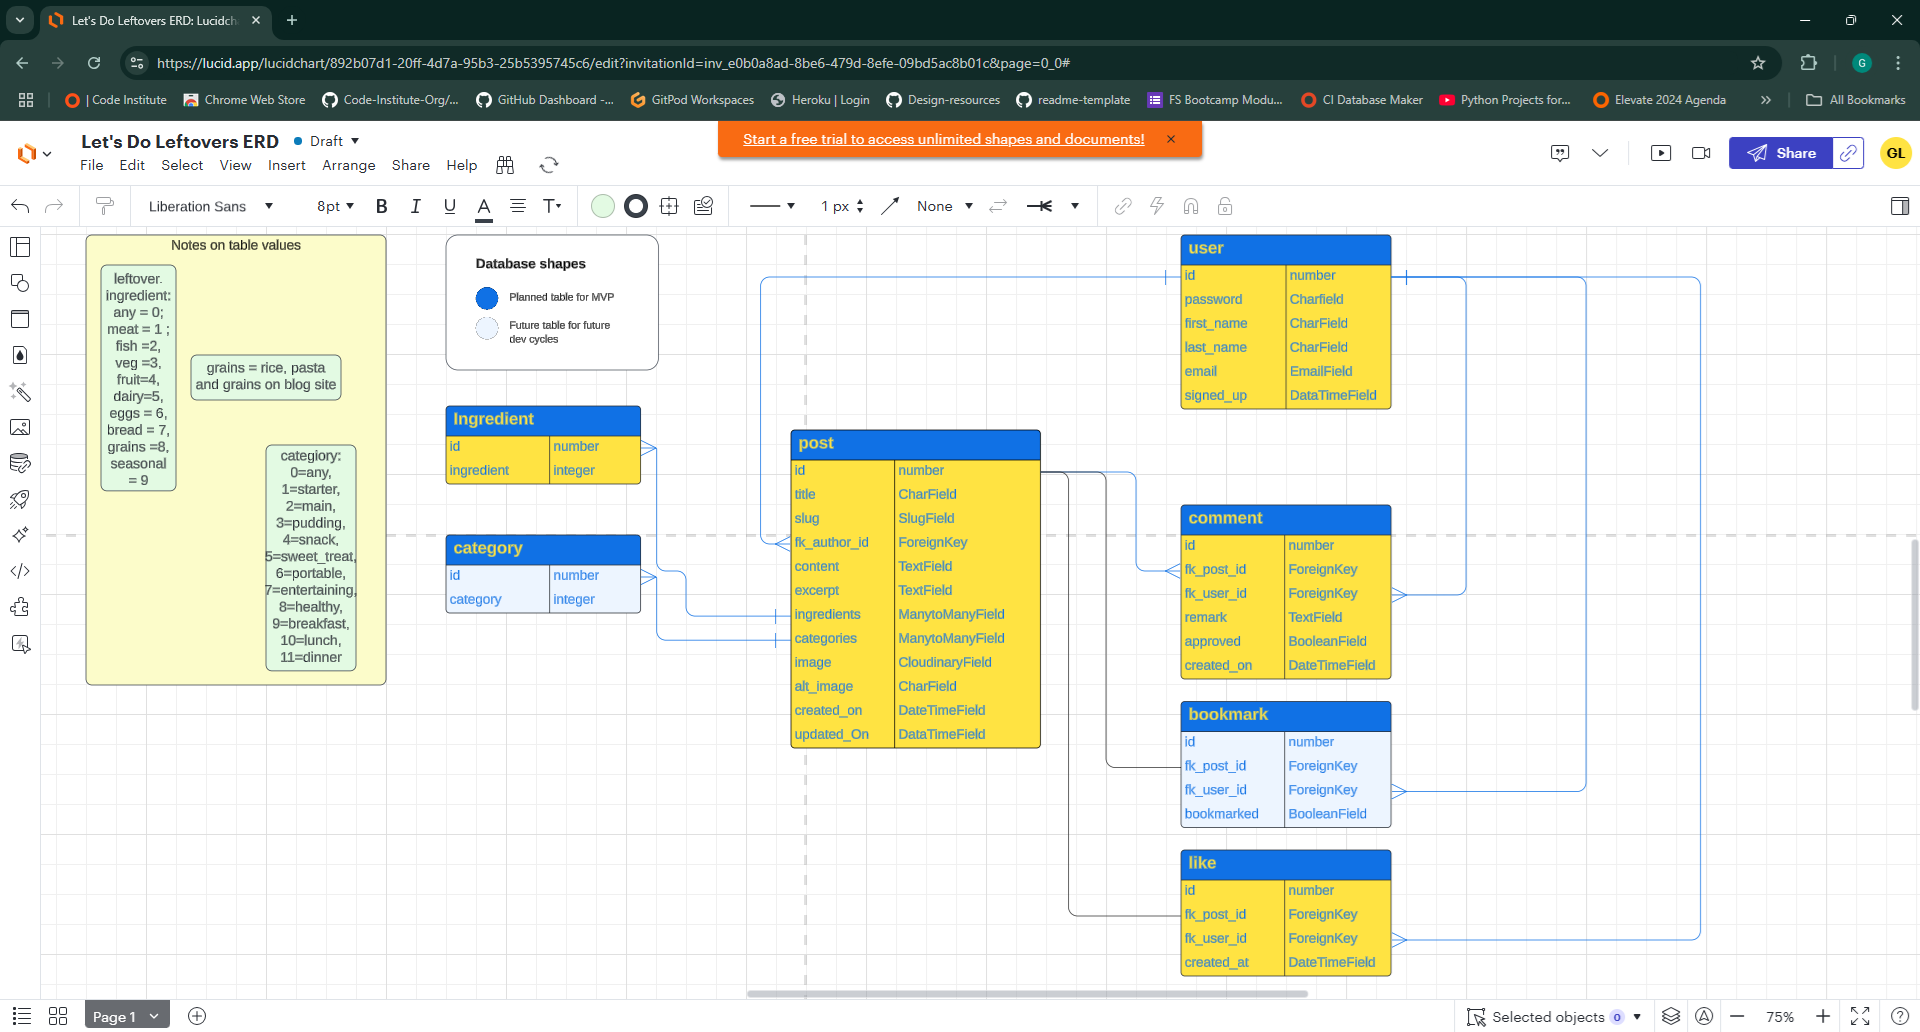 Let's Do Leftovers ERD: Lucidch
https://lucid.app/lucidchart/892b07d1-20ff-4d7a-95b3-25b5395745c6/edit?invitationId=inv_e0b0a8ad-8be6-479d-8efe-09bd5ac8b01c&page=0_0#
G
| Code Institute
Chrome Web Store
Code-Institute-Org/...
GitHub Dashboard -...
GitPod Workspaces
Heroku | Login
Design-resources
readme-template
FS Bootcamp Modu...
CI Database Maker
Python Projects for...
Elevate 2024 Agenda
All Bookmarks
Let's Do Leftovers ERD
Draft
Start a free trial to access unlimited shapes and documents!
Share
GL
File Edit Select View Insert Arrange Share Help
Liberation Sans
8pt
B I U A T
1 px
None
Notes on table values
leftover.
ingredient:
any = 0;
meat = 1 ;
fish =2,
veg =3,
fruit=4,
dairy=5,
eggs = 6,
bread = 7,
grains =8,
seasonal
= 9
grains = rice, pasta
and grains on blog site
categiory:
0=any,
1=starter,
2=main,
3=pudding,
4=snack,
5=sweet_treat,
6=portable,
7=entertaining,
8=healthy,
9=breakfast,
10=lunch,
11=dinner
Database shapes
Planned table for MVP
Future table for future
dev cycles
Ingredient
id number
ingredient integer
category
id number
category integer
post
id number
title CharField
slug SlugField
fk_author_id ForeignKey
content TextField
excerpt TextField
ingredients ManytoManyField
categories ManytoManyField
image CloudinaryField
alt_image CharField
created_on DateTimeField
updated_On DataTimeField
user
id number
password Charfield
first_name CharField
last_name CharField
email EmailField
signed_up DataTimeField
comment
id number
fk_post_id ForeignKey
fk_user_id ForeignKey
remark TextField
approved BooleanField
created_on DateTimeField
bookmark
id number
fk_post_id ForeignKey
fk_user_id ForeignKey
bookmarked BooleanField
like
id number
fk_post_id ForeignKey
fk_user_id ForeignKey
created_at DateTimeField
Page 1
Selected objects 0
75%